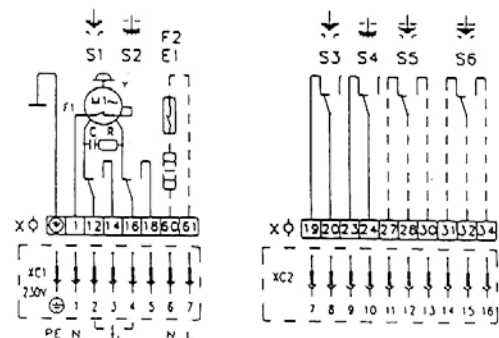 S1 S2 F2
E1
S3 S4 S5 S6
M1~
F1
C R
XΦ 1 12 14 16 18 60 61
XΦ 19 20 23 24 27 28 30 31 32 34
XC1
230V
1 2 3 4 5 6 7
PE N N L
XC2
7 8 9 10 11 12 13 14 15 16